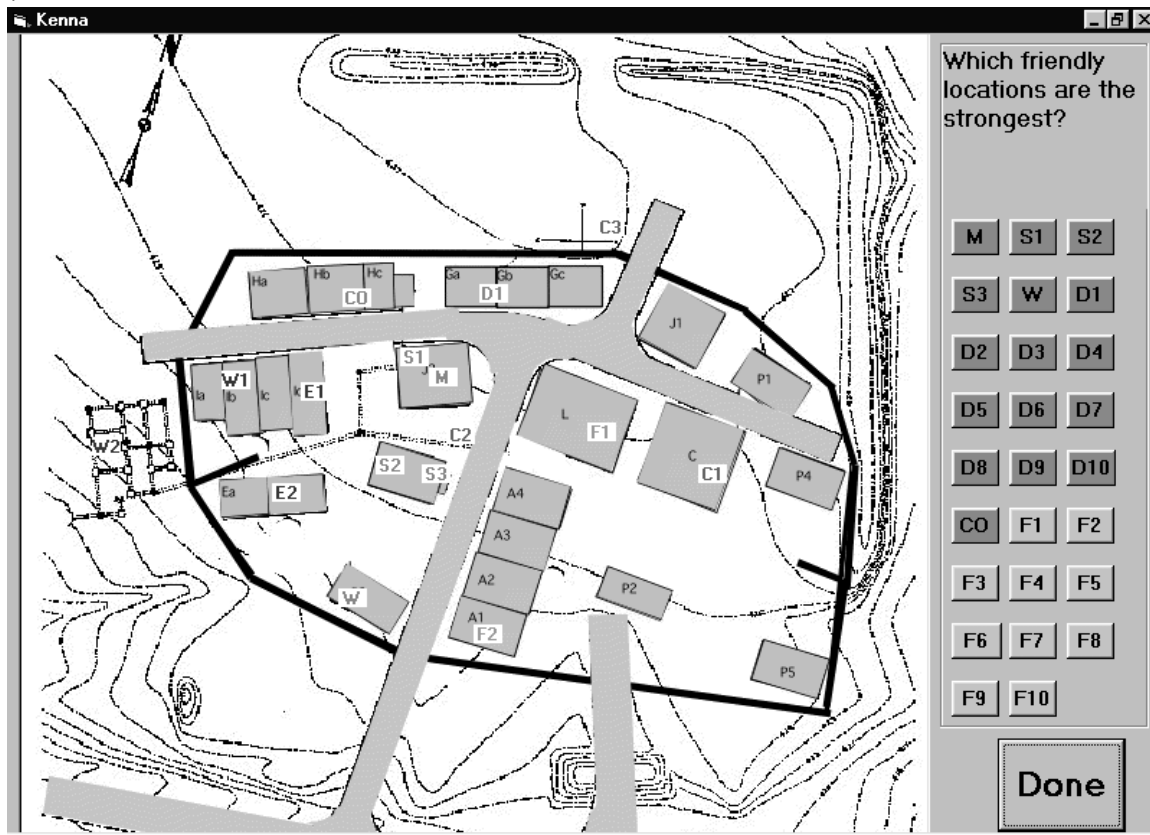 Kenna
Which friendly
locations are the
strongest?
M S1 S2
S3 W D1
D2 D3 D4
D5 D6 D7
D8 D9 D10
CO F1 F2
F3 F4 F5
F6 F7 F8
F9 F10
Done
C3
Ha Hb Hc Ga Gb Gc
CO D1
J1
S1
M
W1 E1
Ia Ib Ic
P1
L F1
C2
W2
S2 S3
C C1
P4
Ea E2
A4
A3
A2
P2
W
A1
F2
P5